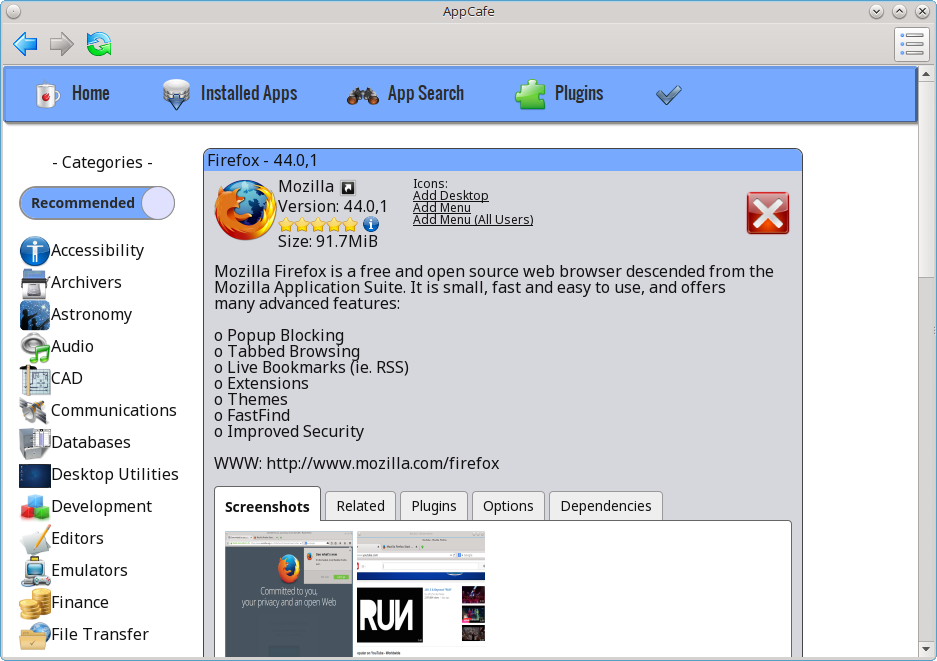 AppCafe
Home
Installed Apps
App Search
Plugins
- Categories -
Recommended
Accessibility
Archivers
Astronomy
Audio
CAD
Communications
Databases
Desktop Utilities
Development
Editors
Emulators
Finance
File Transfer
Firefox - 44.0,1
Mozilla
Version: 44.0,1
Size: 91.7MiB
Icons:
Add Desktop
Add Menu
Add Menu (All Users)
Mozilla Firefox is a free and open source web browser descended from the
Mozilla Application Suite. It is small, fast and easy to use, and offers
many advanced features:
o Popup Blocking
o Tabbed Browsing
o Live Bookmarks (ie. RSS)
o Extensions
o Themes
o FastFind
o Improved Security
WWW: http://www.mozilla.com/firefox
Screenshots
Related
Plugins
Options
Dependencies
Committed to you,
your privacy and an open Web
RUN